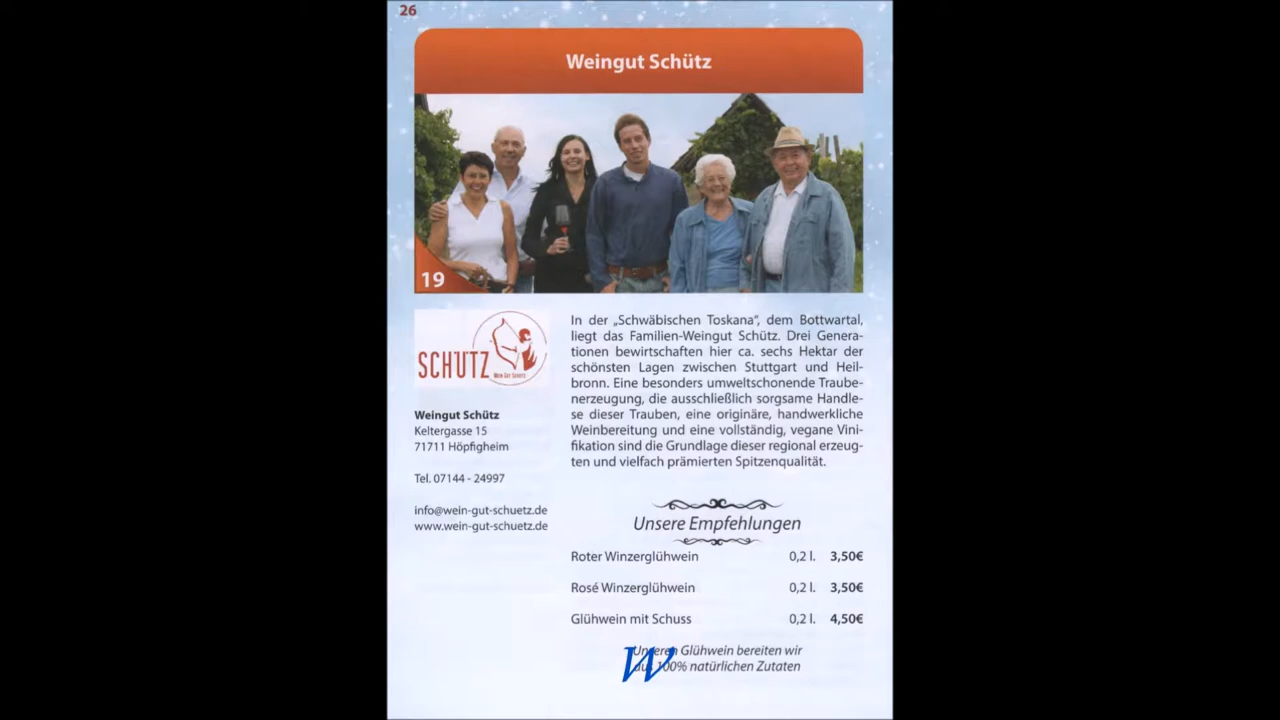 26
Weingut Schütz
19
SCHÜTZ
Wein Gut Genuss
Weingut Schütz
Keltergasse 15
71711 Höpfigheim
Tel. 07144 - 24997
info@wein-gut-schuetz.de
www.wein-gut-schuetz.de
In der „Schwäbischen Toskana“, dem Bottwartal,
liegt das Familien-Weingut Schütz. Drei Genera-
tionen bewirtschaften hier ca. sechs Hektar der
schönsten Lagen zwischen Stuttgart und Heil-
bronn. Eine besonders umweltschonende Traube-
nerzeugung, die ausschließlich sorgsame Handle-
se dieser Trauben, eine originäre, handwerkliche
Weinbereitung und eine vollständig, vegane Vini-
fikation sind die Grundlage dieser regional erzeug-
ten und vielfach prämierten Spitzenqualität.
Unsere Empfehlungen
Roter Winzerglühwein 0,2 l. 3,50€
Rosé Winzerglühwein 0,2 l. 3,50€
Glühwein mit Schuss 0,2 l. 4,50€
Unseren Glühwein bereiten wir
aus 100% natürlichen Zutaten
W